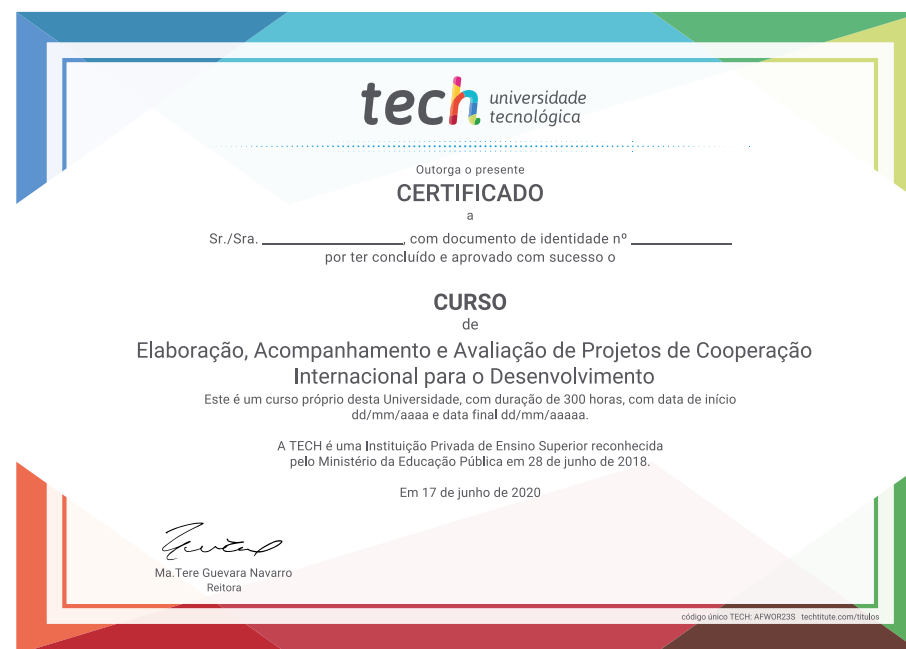 tech universidade
tecnológica
Outorga o presente
CERTIFICADO
a
Sr./Sra. ____________________, com documento de identidade nº ______________
por ter concluído e aprovado com sucesso o
CURSO
de
Elaboração, Acompanhamento e Avaliação de Projetos de Cooperação
Internacional para o Desenvolvimento
Este é um curso próprio desta Universidade, com duração de 300 horas, com data de início
dd/mm/aaaa e data final dd/mm/aaaaa.
A TECH é uma Instituição Privada de Ensino Superior reconhecida
pelo Ministério da Educação Pública em 28 de junho de 2018.
Em 17 de junho de 2020
Ma.Tere Guevara Navarro
Reitora
código único TECH: AFWOR23S techtitute.com/titulos